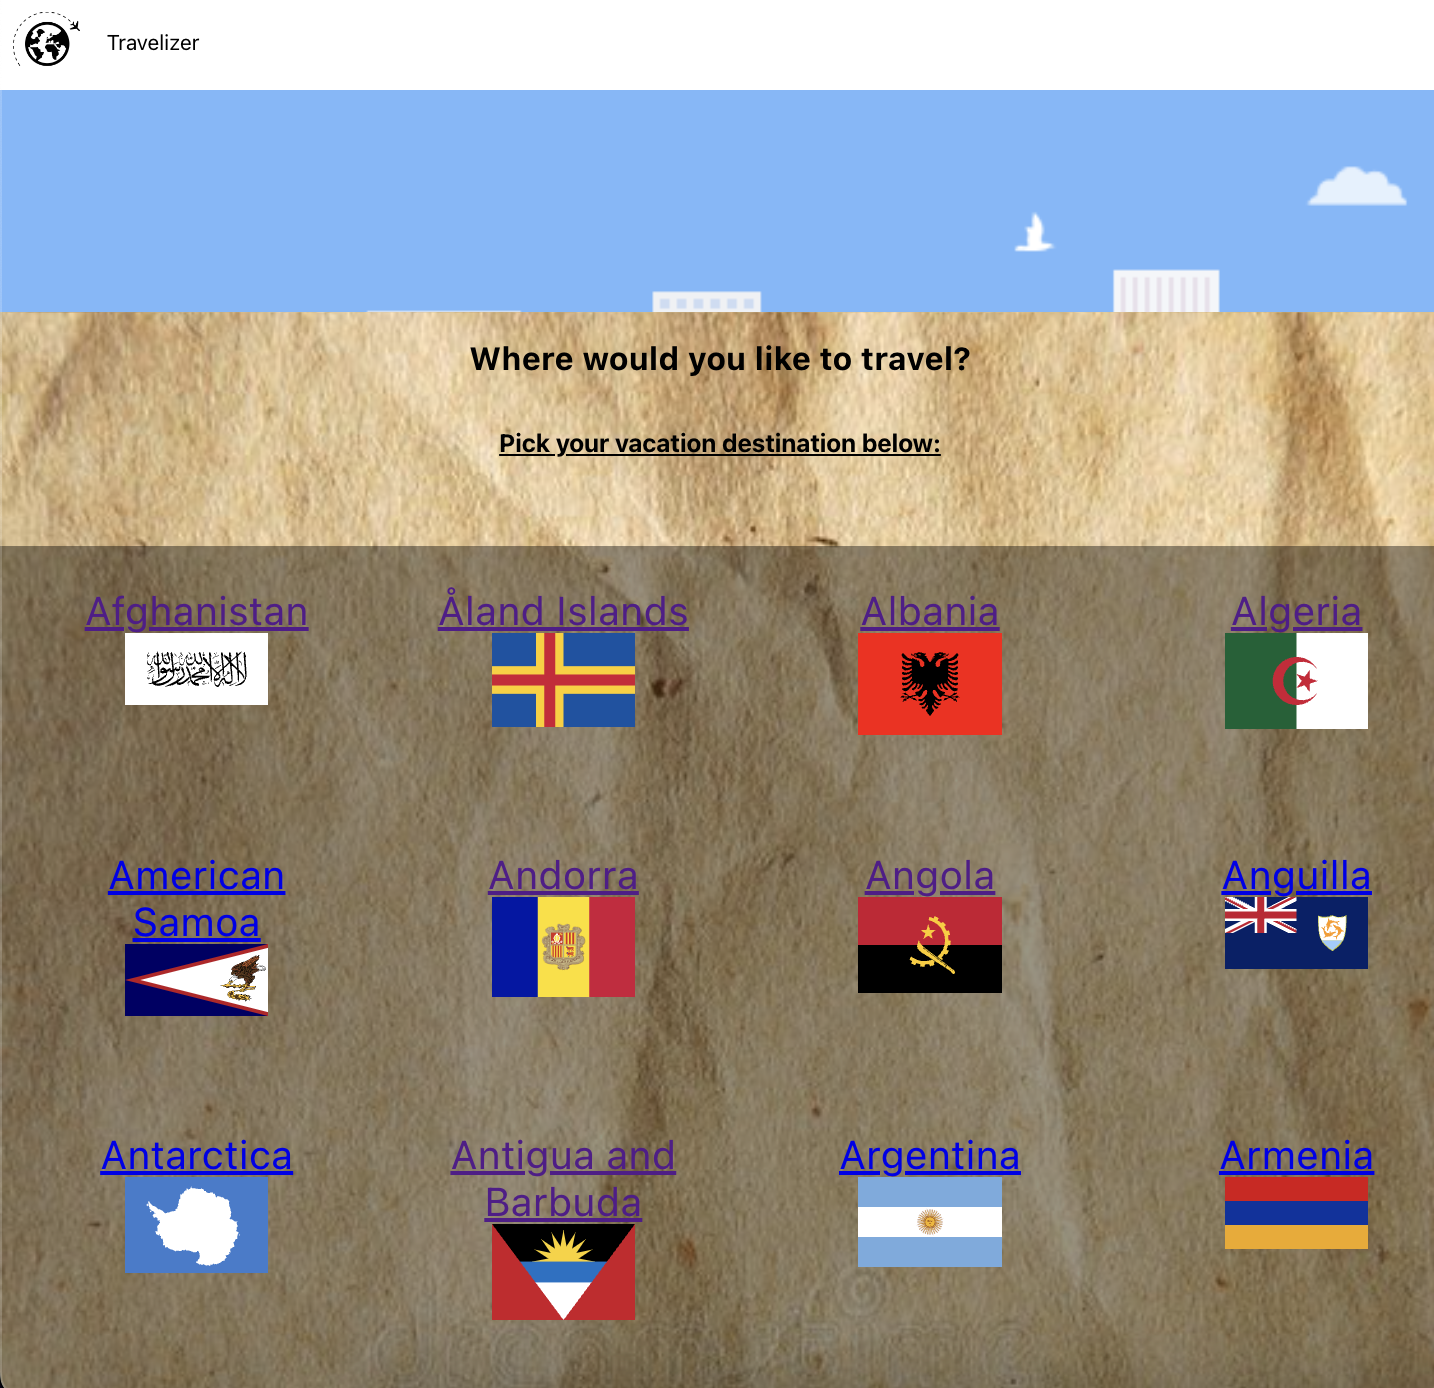 Travelizer
Where would you like to travel?
Pick your vacation destination below:
Afghanistan
Åland Islands
Albania
Algeria
American
Samoa
Andorra
Angola
Anguilla
Antarctica
Antigua and
Barbuda
Argentina
Armenia
dreamstime